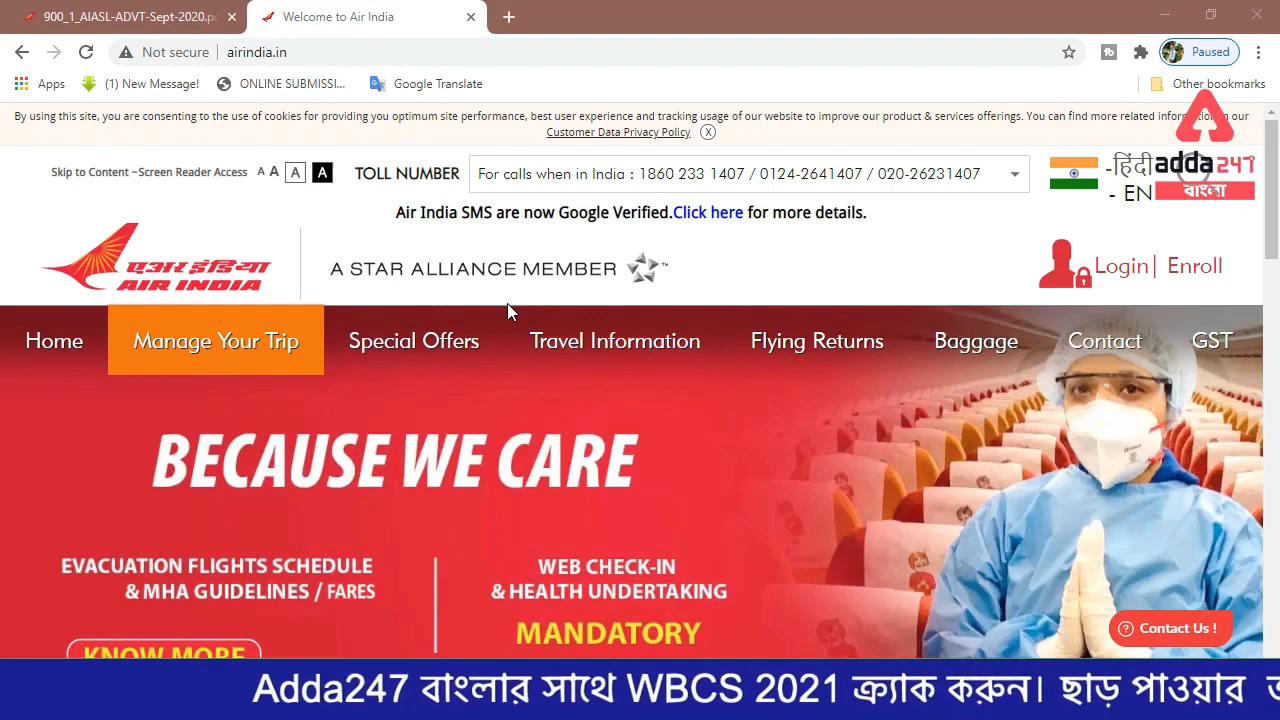 900_1_AIASL-ADVT-Sept-2020.p
Welcome to Air India
Not secure
airindia.in
Paused
Apps
(1) New Message!
ONLINE SUBMISSI...
Google Translate
Other bookmarks
By using this site, you are consenting to the use of cookies for providing you optimum site performance, best user experience and tracking usage of our website to improve our product & services offerings. You can find more related in our
Customer Data Privacy Policy (X)
Skip to Content ~Screen Reader Access A A A A
TOLL NUMBER
For calls when in India : 1860 233 1407 / 0124-2641407 / 020-26231407
-हिंदी
- EN
adda 247
বাংলা
Air India SMS are now Google Verified.Click here for more details.
एअर इंडिया
AIR INDIA
A STAR ALLIANCE MEMBER
Login| Enroll
Home Manage Your Trip Special Offers Travel Information Flying Returns Baggage Contact GST
BECAUSE WE CARE
EVACUATION FLIGHTS SCHEDULE
& MHA GUIDELINES / FARES
KNOW MORE
WEB CHECK-IN
& HEALTH UNDERTAKING
MANDATORY
Contact Us !
Adda247 বাংলার সাথে WBCS 2021 ক্র্যাক করুন। ছাড় পাওয়ার